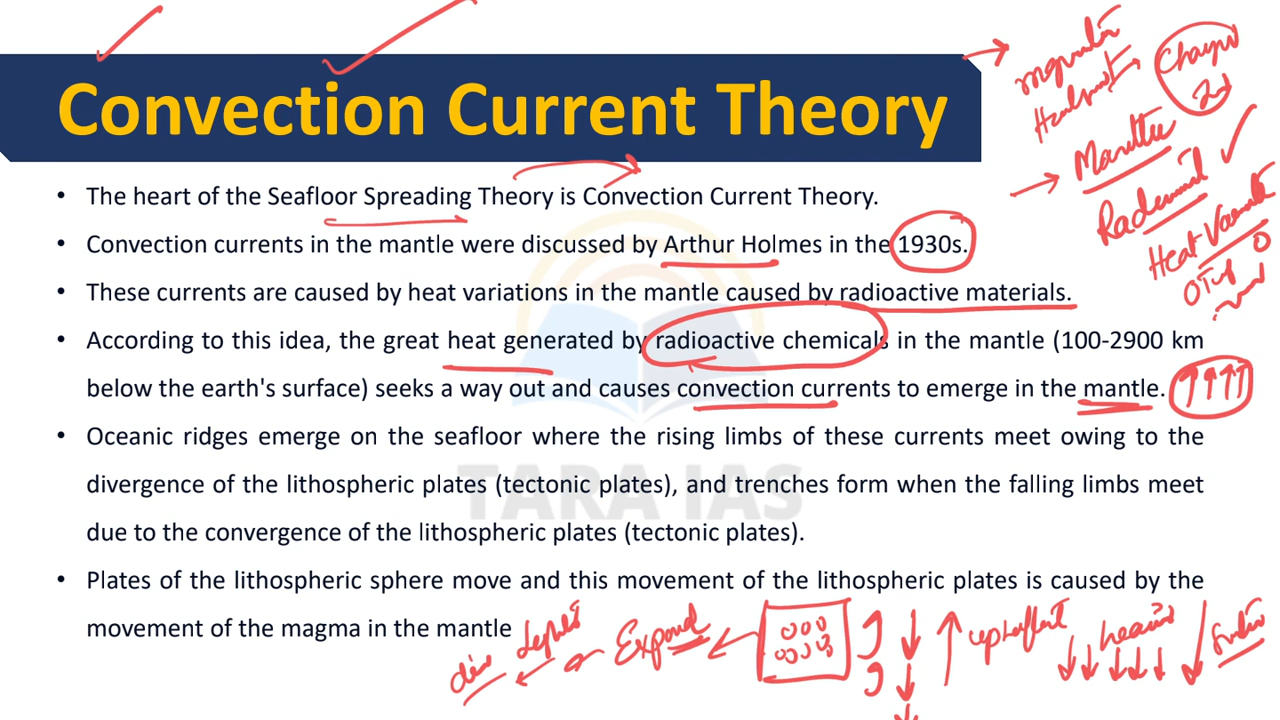 Convection Current Theory
• The heart of the Seafloor Spreading Theory is Convection Current Theory.
• Convection currents in the mantle were discussed by Arthur Holmes in the 1930s.
• These currents are caused by heat variations in the mantle caused by radioactive materials.
• According to this idea, the great heat generated by radioactive chemicals in the mantle (100-2900 km
below the earth's surface) seeks a way out and causes convection currents to emerge in the mantle.
• Oceanic ridges emerge on the seafloor where the rising limbs of these currents meet owing to the
divergence of the lithospheric plates (tectonic plates), and trenches form when the falling limbs meet
due to the convergence of the lithospheric plates (tectonic plates).
• Plates of the lithospheric sphere move and this movement of the lithospheric plates is caused by the
movement of the magma in the mantle
TARA IAS
Heat
Expand